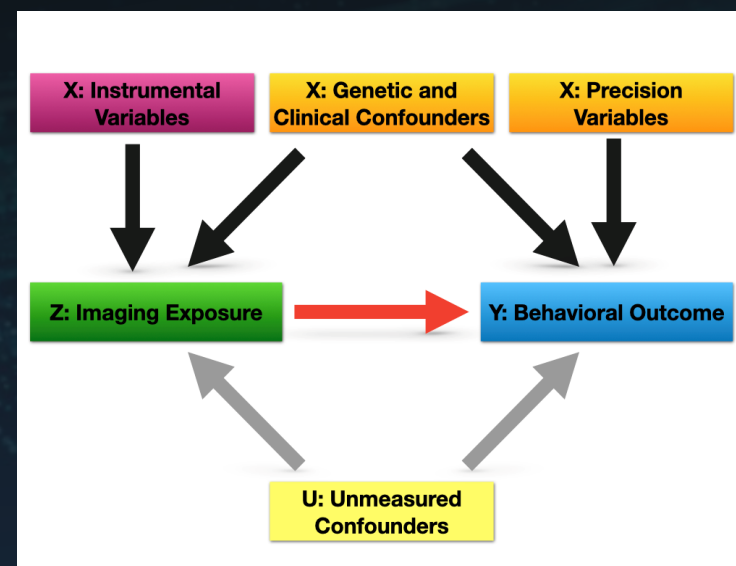 X: Instrumental
Variables
X: Genetic and
Clinical Confounders
X: Precision
Variables
Z: Imaging Exposure
Y: Behavioral Outcome
U: Unmeasured
Confounders